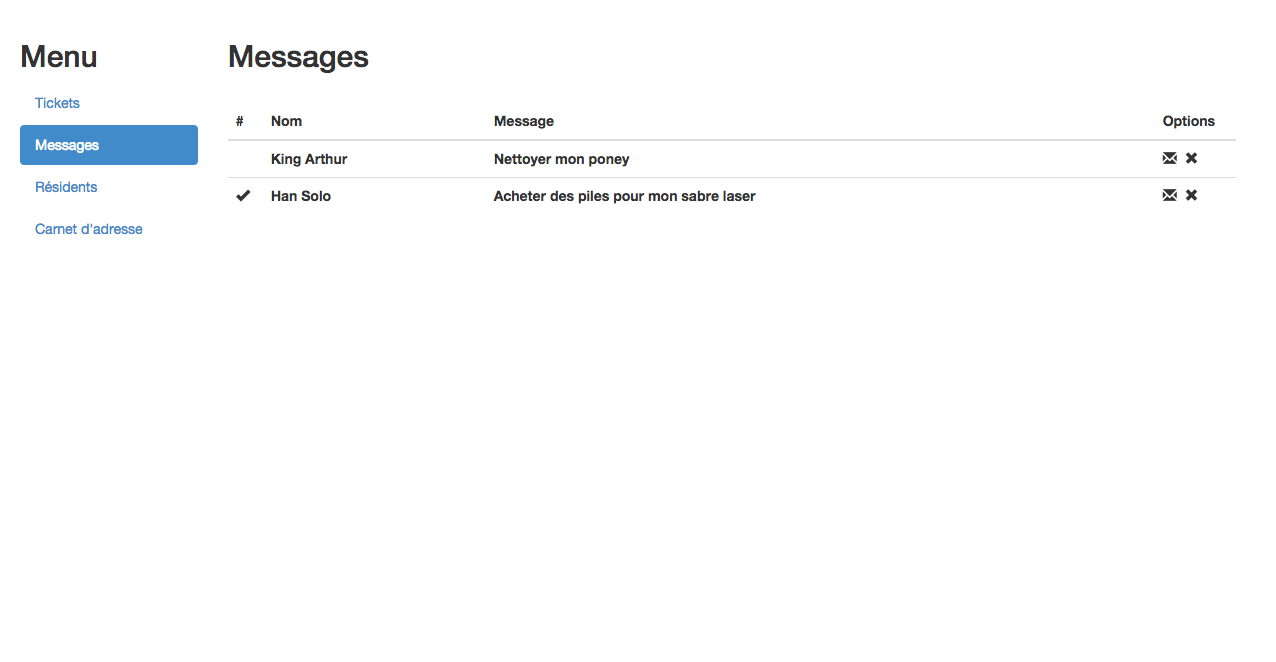 Menu
Tickets
Messages
Résidents
Carnet d'adresse
Messages
# Nom Message Options
King Arthur Nettoyer mon poney
Han Solo Acheter des piles pour mon sabre laser